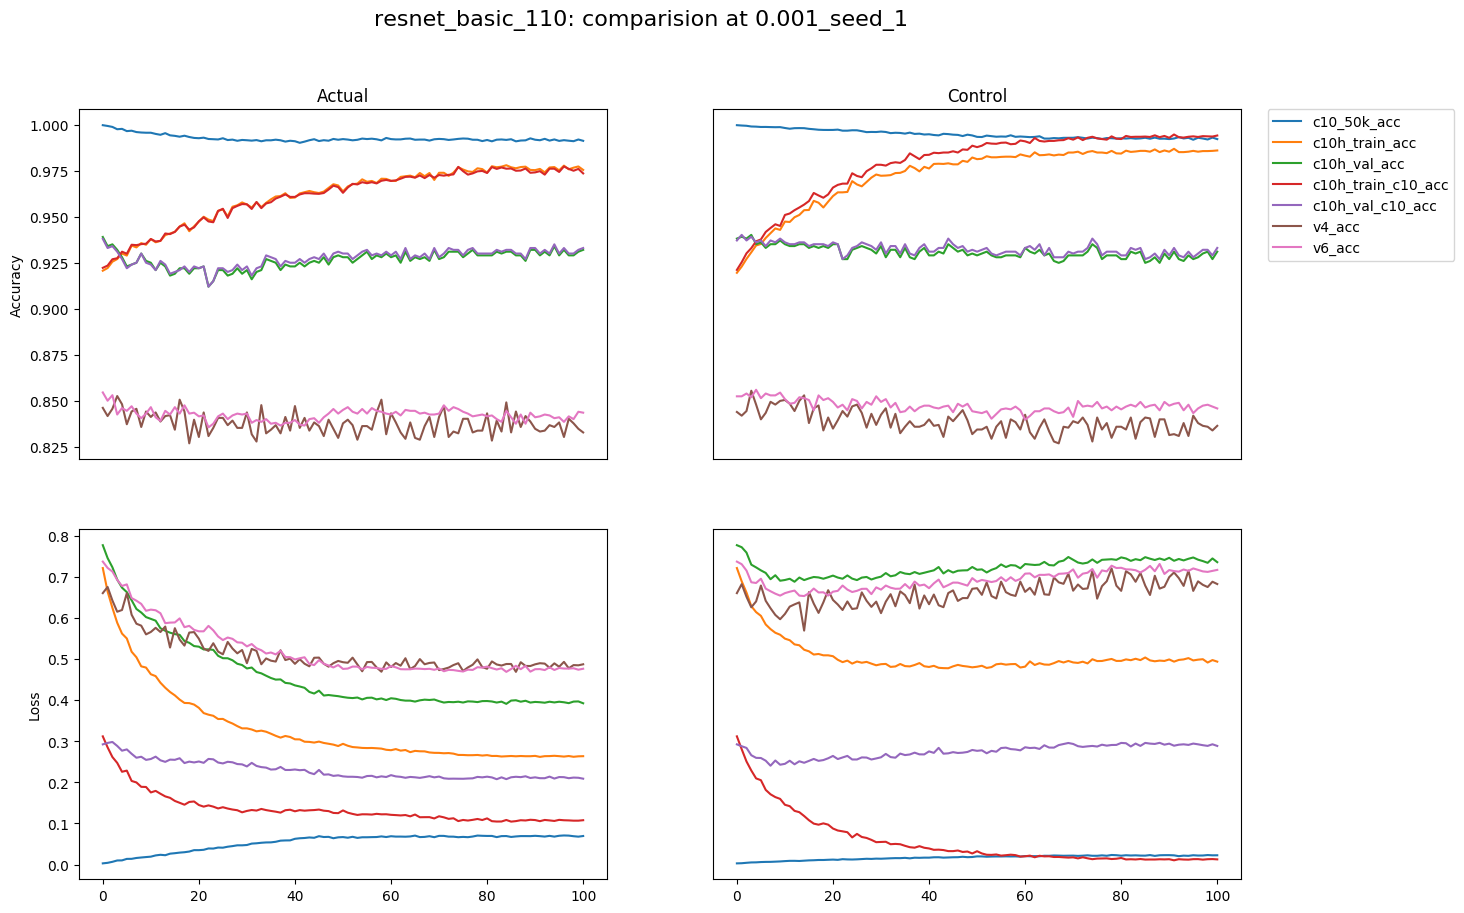 resnet_basic_110: comparision at 0.001_seed_1
Actual
Control
1.000
0.975
0.950
0.925
0.900
0.875
0.850
0.825
Accuracy
c10_50k_acc
c10h_train_acc
c10h_val_acc
c10h_train_c10_acc
c10h_val_c10_acc
v4_acc
v6_acc
0.8
0.7
0.6
0.5
0.4
0.3
0.2
0.1
0.0
Loss
0 20 40 60 80 100
0 20 40 60 80 100